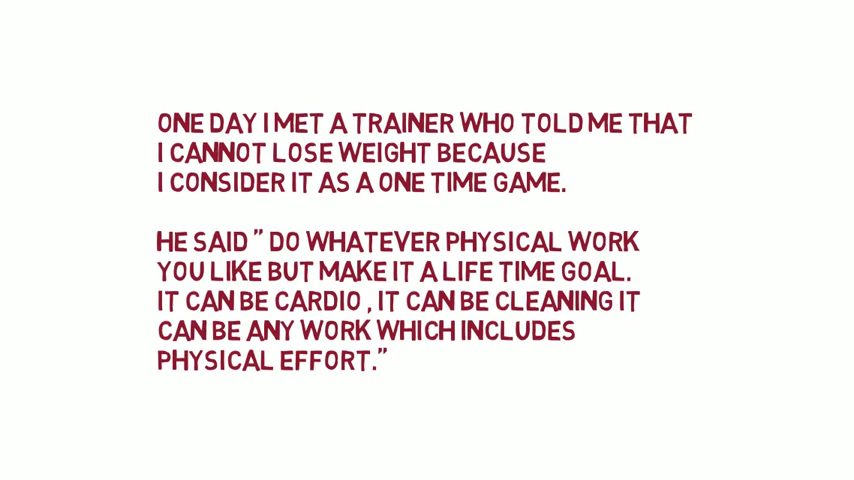 ONE DAY I MET A TRAINER WHO TOLD ME THAT
I CANNOT LOSE WEIGHT BECAUSE
I CONSIDER IT AS A ONE TIME GAME.
HE SAID " DO WHATEVER PHYSICAL WORK
YOU LIKE BUT MAKE IT A LIFE TIME GOAL.
IT CAN BE CARDIO , IT CAN BE CLEANING IT
CAN BE ANY WORK WHICH INCLUDES
PHYSICAL EFFORT."